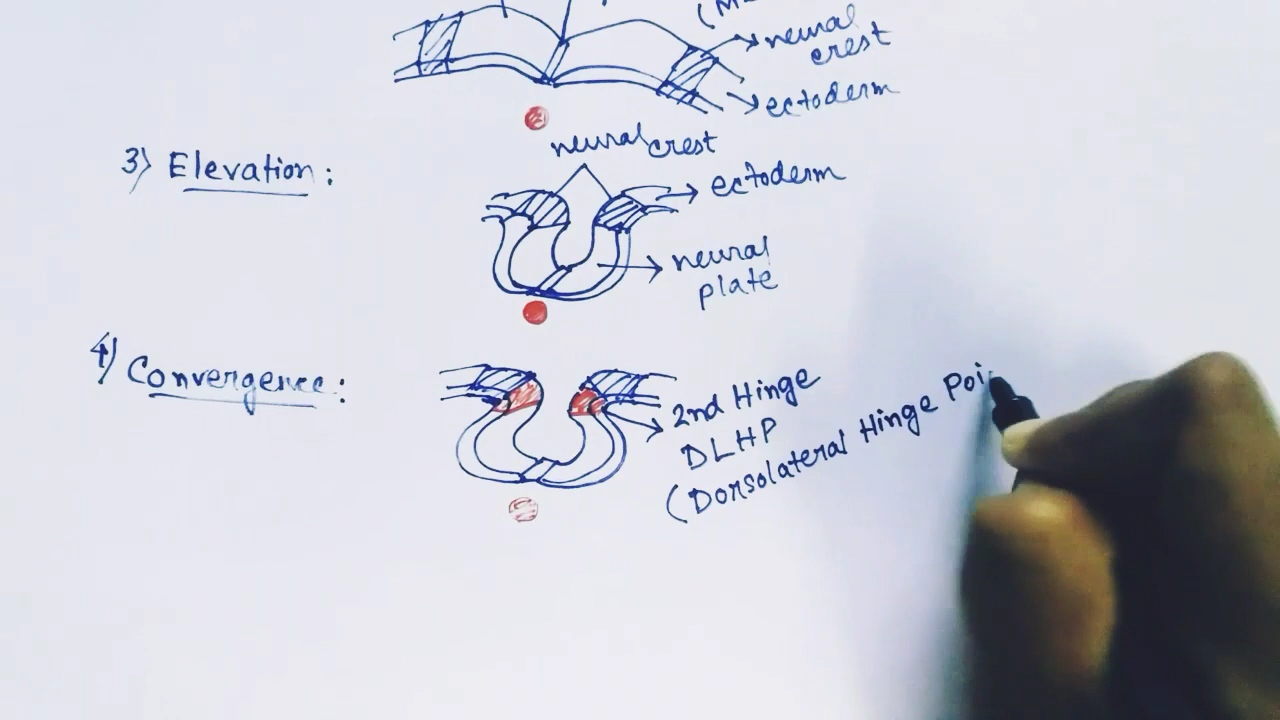 (M
neural
crest
ectoderm
3) Elevation:
neural crest
ectoderm
neural
plate
4) Convergence:
2nd Hinge
DLHP
(Dorsolateral Hinge Poi